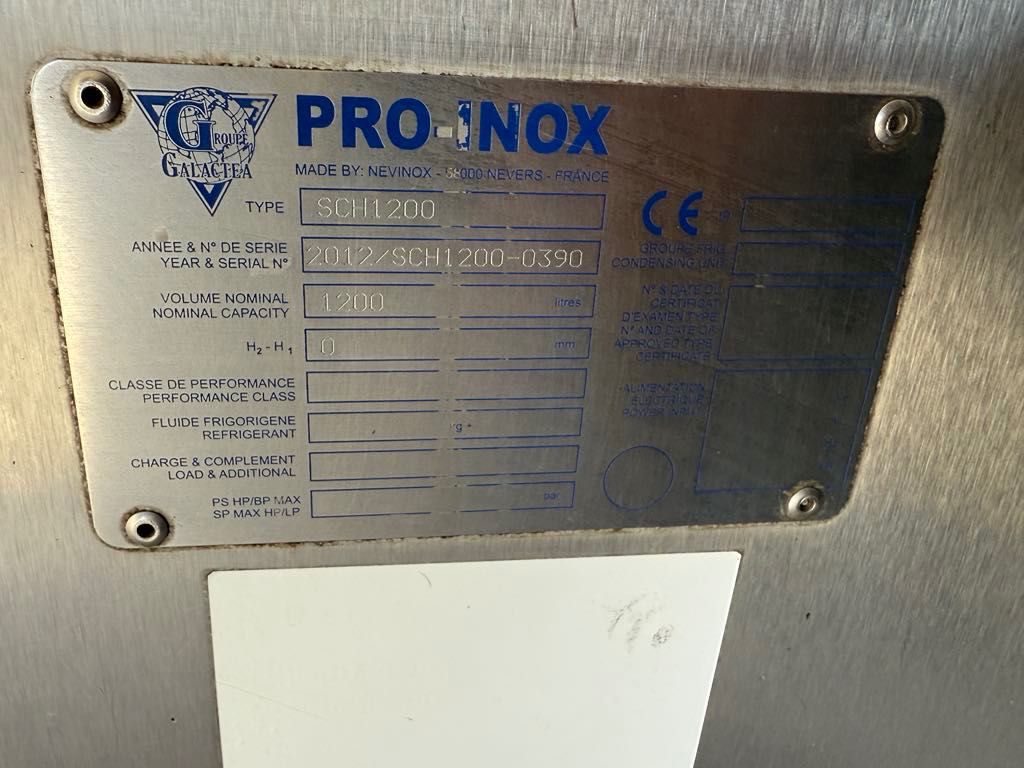 GROUPE
GALACTEA
PRO-INOX
MADE BY: NEVINOX - 58000 NEVERS - FRANCE
TYPE SCH1200
ANNEE & N° DE SERIE
YEAR & SERIAL N° 2012/SCH1200-0390
VOLUME NOMINAL
NOMINAL CAPACITY 1200 litres
H2 - H1 0 mm
CLASSE DE PERFORMANCE
PERFORMANCE CLASS
FLUIDE FRIGORIGENE
REFRIGERANT kg +
CHARGE & COMPLEMENT
LOAD & ADDITIONAL
PS HP/BP MAX
SP MAX HP/LP bar
CE
GROUPE FRIG.
CONDENSING UNIT
N° & DATE DU
CERTIFICAT
D'EXAMEN TYPE
N° AND DATE OF
APPROVED TYPE
CERTIFICATE
ALIMENTATION
ELECTRIQUE
POWER INPUT